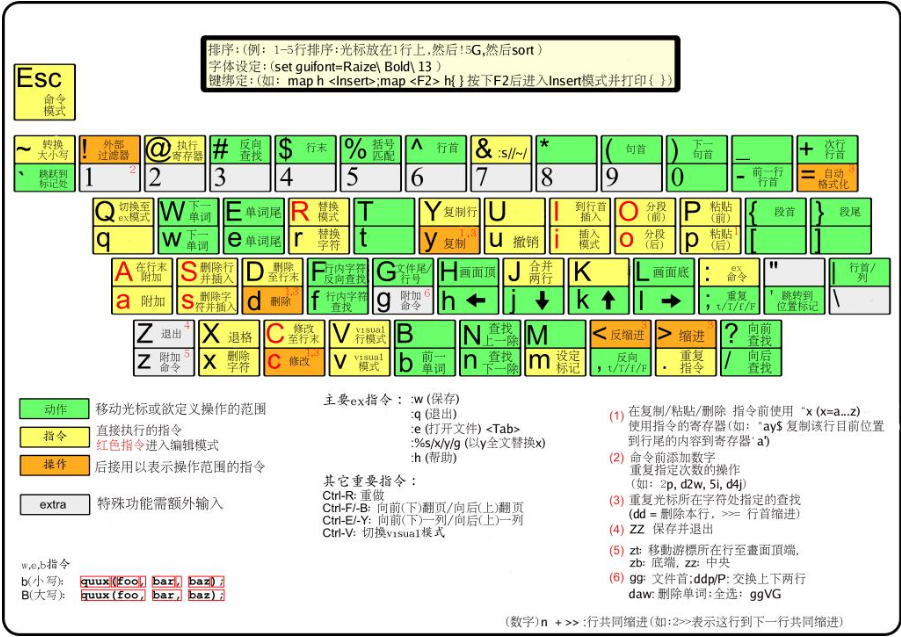 排序:(例: 1-5行排序:光标放在1行上,然后!5G,然后sort )
字体设定:(set guifont=Raize\ Bold\ 13 )
键绑定:(如: map h <Insert>;map <F2> h{ } 按下F2后进入Insert模式并打印{ })
Esc
命令
模式
~ 转换
大小写
` 跳跃到
标记处
! 外部
过滤器
1 2
@ 执行
寄存器
2
# 反向
查找
3
$ 行末
4
% 括号
匹配
5
^ 行首
6
& :s//~/
7
*
8
( 句首
9
) 下一
句首
0
_
- 前一行
行首
+ 次行
行首
= 自动 3
格式化
Q 切换至
ex模式
q
W 下一
单词
w 下一
单词
E 单词尾
e 单词尾
R 替换
模式
r 替换
字符
T
t
Y 复制行
y 复制 1,3
U
u 撤销
I 到行首
插入
i 插入
模式
O 分段
(前)
o 分段
(后)
P 粘贴
(前)
p 粘贴 1
(后)
{ 段首
[
} 段尾
]
A 在行末
附加
a 附加
S 删除行
并插入
s 删除字
符并插入
D 删除
至行末
d 删除 1,3
F 行内字符
反向查找
f 行内字符
查找
G 文件尾/
行号
g 附加 6
命令
H 画面顶
h ←
J 合并
两行
j ↓
K
k ↑
L 画面底
l →
: ex
命令
; 重复
t/T/f/F
"
' 跳转到
位置标记
| 行首/
列
\
Z 退出 4
z 附加 5
命令
X 退格
x 删除
字符
C 修改
至行末
c 修改 1,3
V visual
行模式
v visual
模式
B
b 前一
单词
N 查找
上一除
n 查找
下一除
M
m 设定
标记
< 反缩进 3
, 反向
t/T/f/F
> 缩进 3
. 重复
指令
? 向前
查找
/ 向后
查找
动作 移动光标或欲定义操作的范围
指令 直接执行的指令
红色指令进入编辑模式
操作 后接用以表示操作范围的指令
extra 特殊功能需额外输入
w,e,b指令
b(小写): quux(foo, bar, baz);
B(大写): quux(foo, bar, baz);
主要ex指令: :w (保存)
:q (退出)
:e (打开文件) <Tab>
:%s/x/y/g (以y全文替换x)
:h (帮助)
其它重要指令:
Ctrl-R: 重做
Ctrl-F/-B: 向前(下)翻页/向后(上)翻页
Ctrl-E/-Y: 向前(下)一列/向后(上)一列
Ctrl-V: 切换visual模式
(1) 在复制/粘贴/删除 指令前使用 "x (x=a...z)
使用指令的寄存器(如: "ay$ 复制该目前位置
到行尾的内容到寄存器'a')
(2) 命令前添加数字
重复指定次数的操作
(如: 2p, d2w, 5i, d4j)
(3) 重复光标所在字符处指定的查找
(dd = 删除本行, >>= 行首缩进)
(4) ZZ 保存并退出
(5) zt: 移動游標所在行至畫面頂端,
zb: 底端, zz: 中央
(6) gg: 文件首;ddp/P: 交换上下两行
daw: 删除单词:全选: ggVG
(数字) n + >> :行共同缩进(如:2>>表示这行到下一行共同缩进)